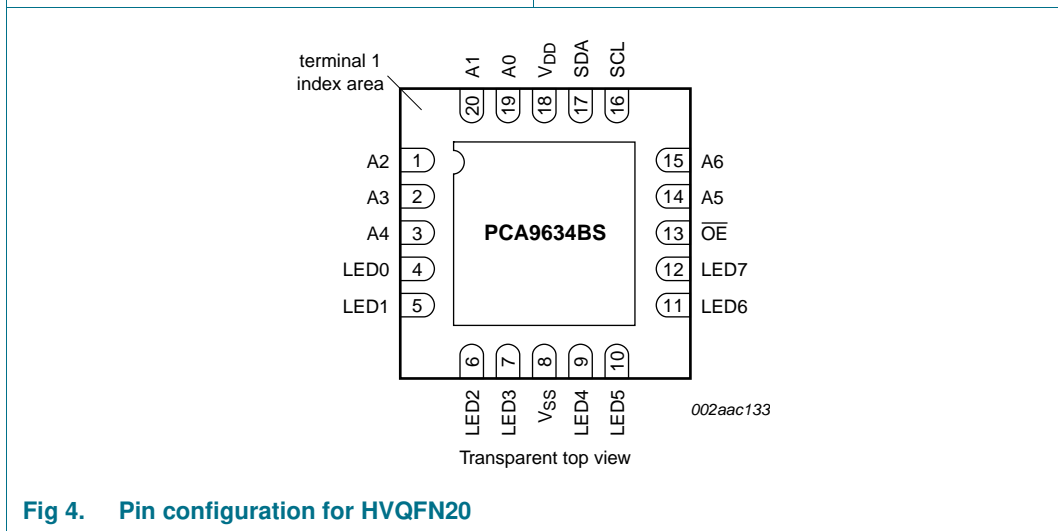 terminal 1
index area
A1
A0
VDD
SDA
SCL
20
19
18
17
16
A2 1
A3 2
A4 3
LED0 4
LED1 5
PCA9634BS
15 A6
14 A5
13 OE
12 LED7
11 LED6
6
7
8
9
10
LED2
LED3
VSS
LED4
LED5
002aac133
Transparent top view
Fig 4. Pin configuration for HVQFN20